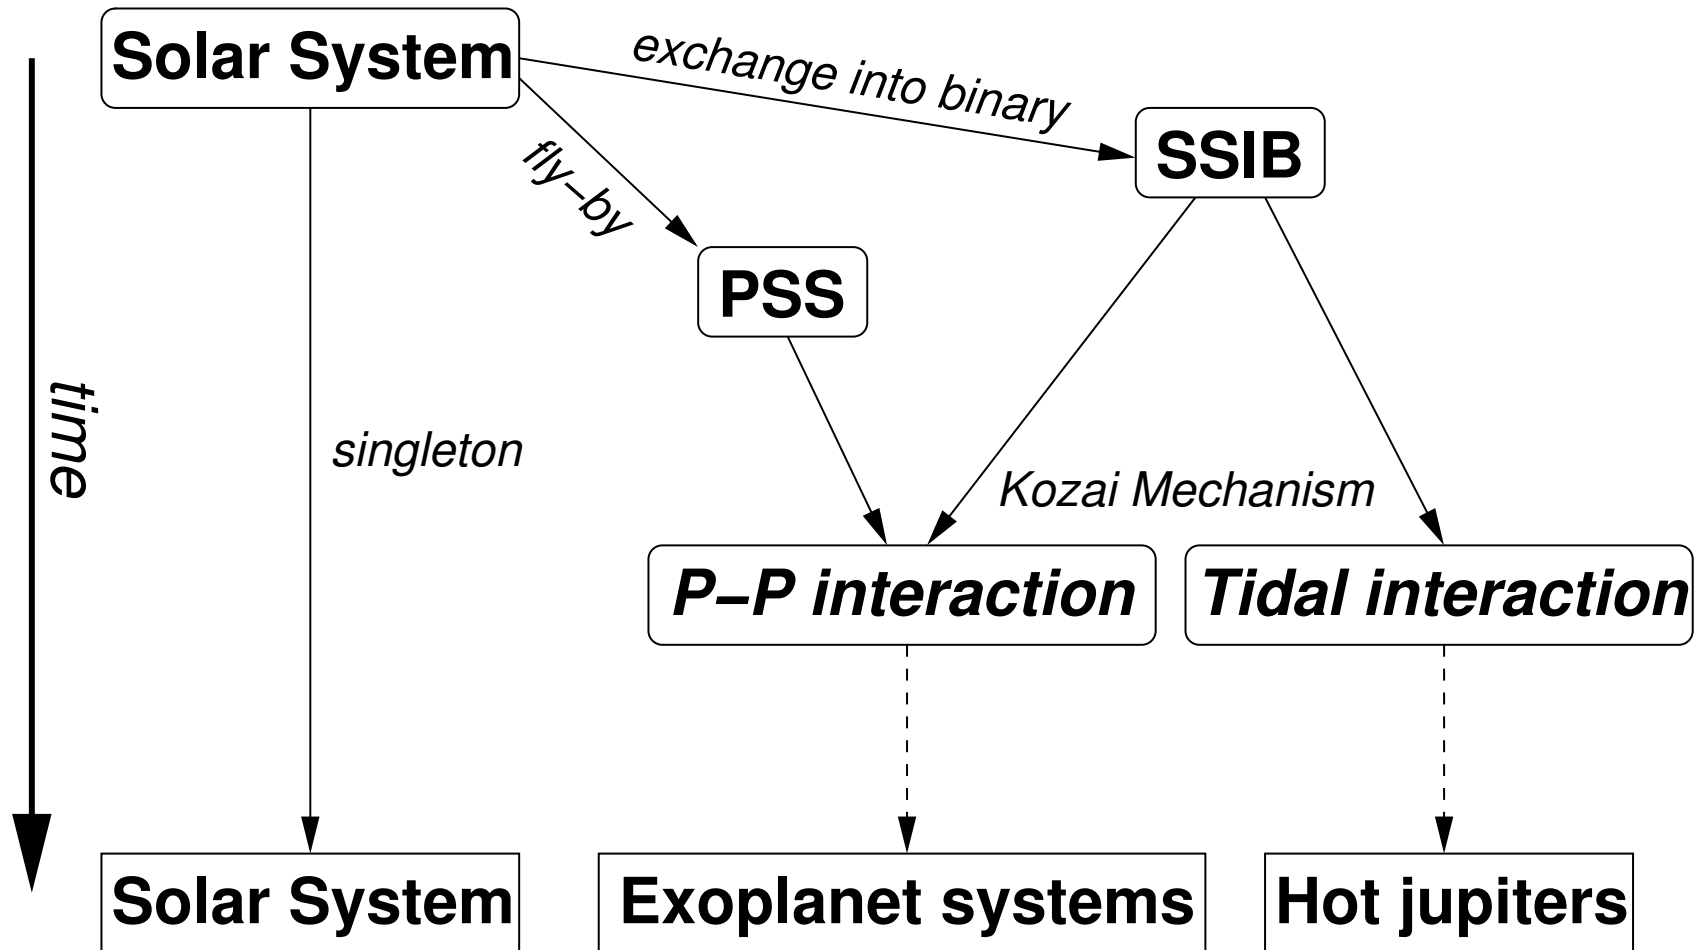 Solar System
exchange into binary
SSIB
fly–by
PSS
time
singleton
Kozai Mechanism
P–P interaction
Tidal interaction
Solar System
Exoplanet systems
Hot jupiters